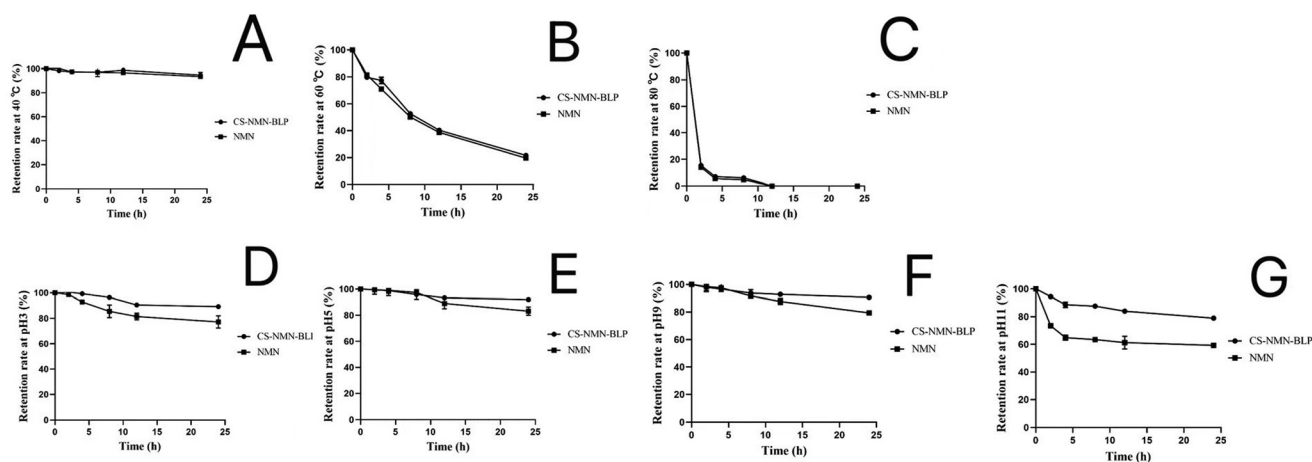 A
Retention rate at 40 ℃ (%)
100
80
60
40
20
0
0 5 10 15 20 25
Time (h)
CS-NMN-BLP
NMN
B
Retention rate at 60 ℃ (%)
100
80
60
40
20
0
0 5 10 15 20 25
Time (h)
CS-NMN-BLP
NMN
C
Retention rate at 80 ℃ (%)
100
80
60
40
20
0
0 5 10 15 20 25
Time (h)
CS-NMN-BLP
NMN
D
Retention rate at pH3 (%)
100
80
60
40
20
0
0 5 10 15 20 25
Time (h)
CS-NMN-BLI
NMN
E
Retention rate at pH5 (%)
100
80
60
40
20
0
0 5 10 15 20 25
Time (h)
CS-NMN-BLP
NMN
F
Retention rate at pH9 (%)
100
80
60
40
20
0
0 5 10 15 20 25
Time (h)
CS-NMN-BLP
NMN
G
Retention rate at pH11 (%)
100
80
60
40
20
0
0 5 10 15 20 25
Time (h)
CS-NMN-BLP
NMN